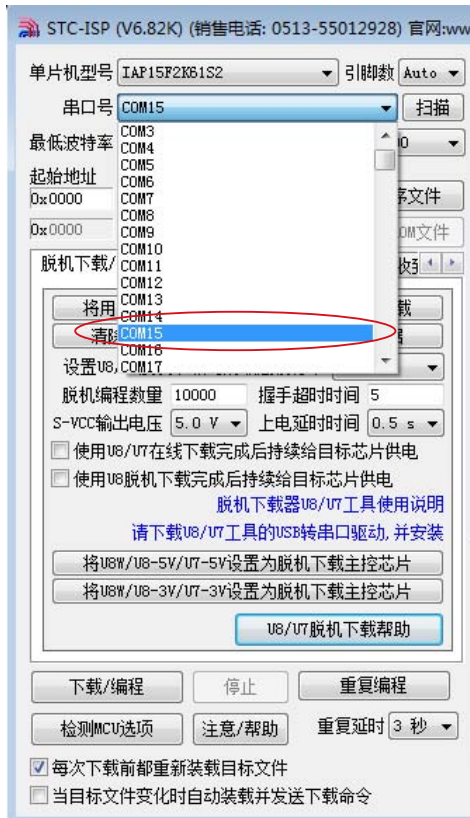 STC-ISP (V6.82K) (销售电话: 0513-55012928) 官网:ww
单片机型号 IAP15F2K61S2 引脚数 Auto
串口号 COM15 扫描
最低波特率
COM3
COM4
COM5
COM6
COM7
COM8
COM9
COM10
COM11
COM12
COM13
COM14
COM15
COM16
COM17
起始地址
0x0000 序文件
0x0000 OM文件
脱机下载/ 收到
将用 载
清除
设置U8,
脱机编程数量 10000 握手超时时间 5
S-VCC输出电压 5.0 V 上电延时时间 0.5 s
使用U8/U7在线下载完成后持续给目标芯片供电
使用U8脱机下载完成后持续给目标芯片供电
脱机下载器U8/U7工具使用说明
请下载U8/U7工具的USB转串口驱动,并安装
将U8W/U8-5V/U7-5V设置为脱机下载主控芯片
将U8W/U8-3V/U7-3V设置为脱机下载主控芯片
U8/U7脱机下载帮助
下载/编程 停止 重复编程
检测MCU选项 注意/帮助 重复延时 3 秒
每次下载前都重新装载目标文件
当目标文件变化时自动装载并发送下载命令